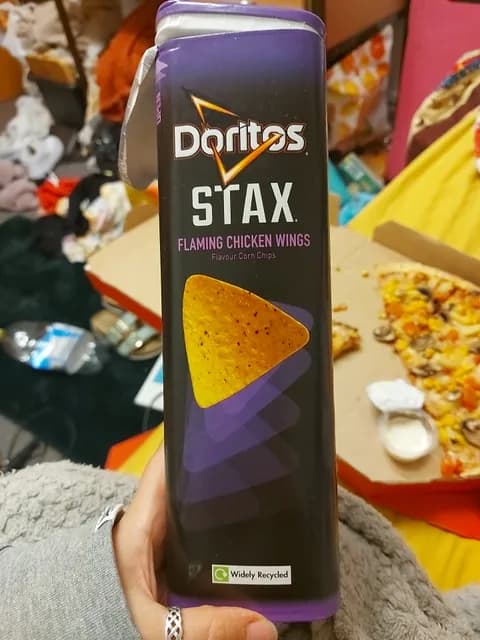 Doritos
STAX
FLAMING CHICKEN WINGS
Flavour Corn Chips
Widely Recycled